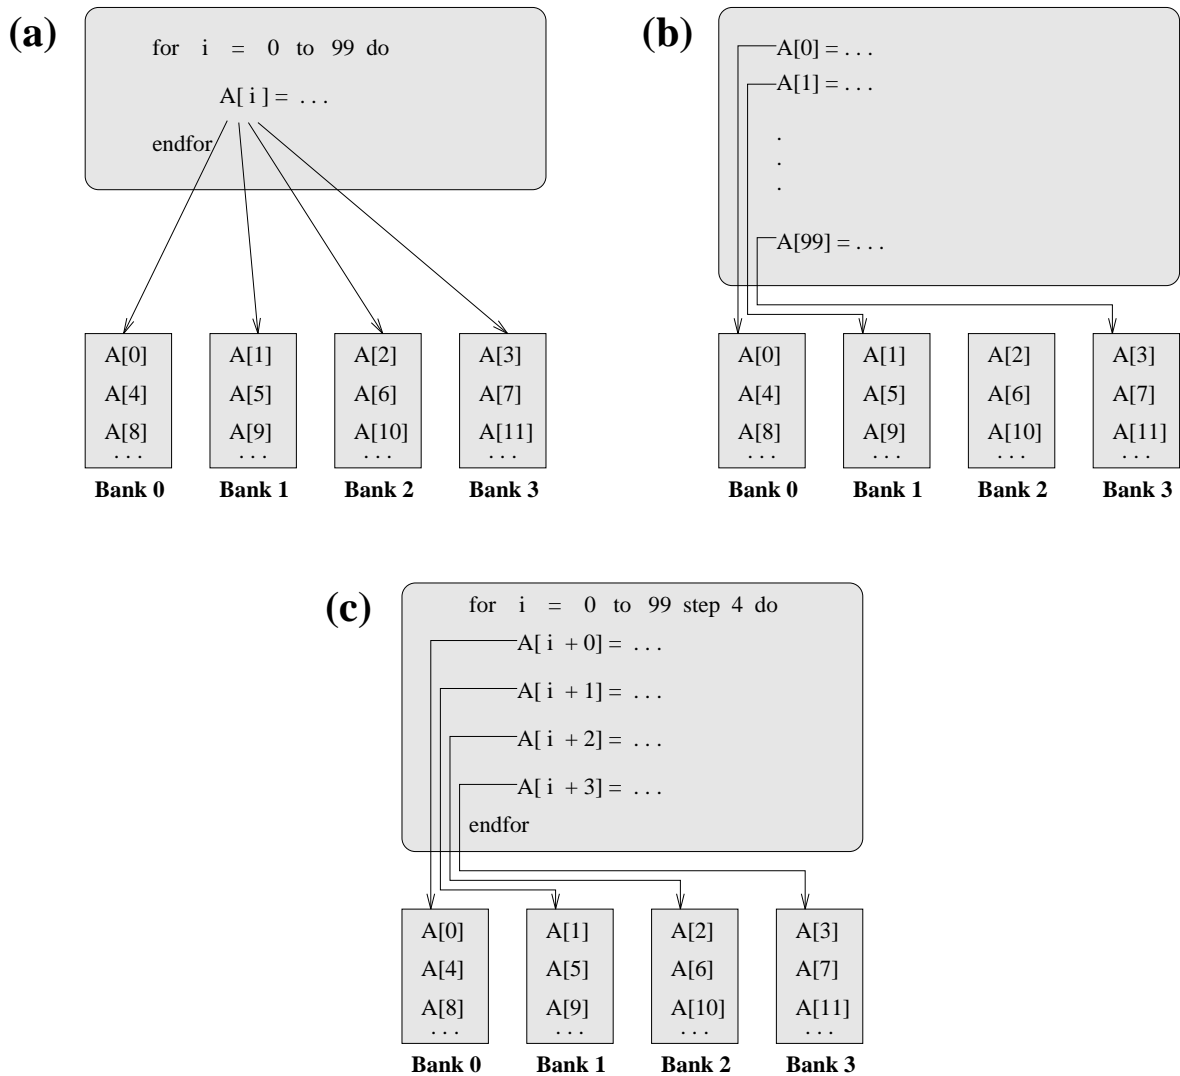 (a)
for i = 0 to 99 do
A[ i ] = . . .
endfor
A[0] A[1] A[2] A[3]
A[4] A[5] A[6] A[7]
A[8] A[9] A[10] A[11]
. . . . . . . . . . . .
Bank 0 Bank 1 Bank 2 Bank 3
(b)
A[0] = . . .
A[1] = . . .
.
.
.
A[99] = . . .
A[0] A[1] A[2] A[3]
A[4] A[5] A[6] A[7]
A[8] A[9] A[10] A[11]
. . . . . . . . . . . .
Bank 0 Bank 1 Bank 2 Bank 3
(c)
for i = 0 to 99 step 4 do
A[ i + 0] = . . .
A[ i + 1] = . . .
A[ i + 2] = . . .
A[ i + 3] = . . .
endfor
A[0] A[1] A[2] A[3]
A[4] A[5] A[6] A[7]
A[8] A[9] A[10] A[11]
. . . . . . . . . . . .
Bank 0 Bank 1 Bank 2 Bank 3